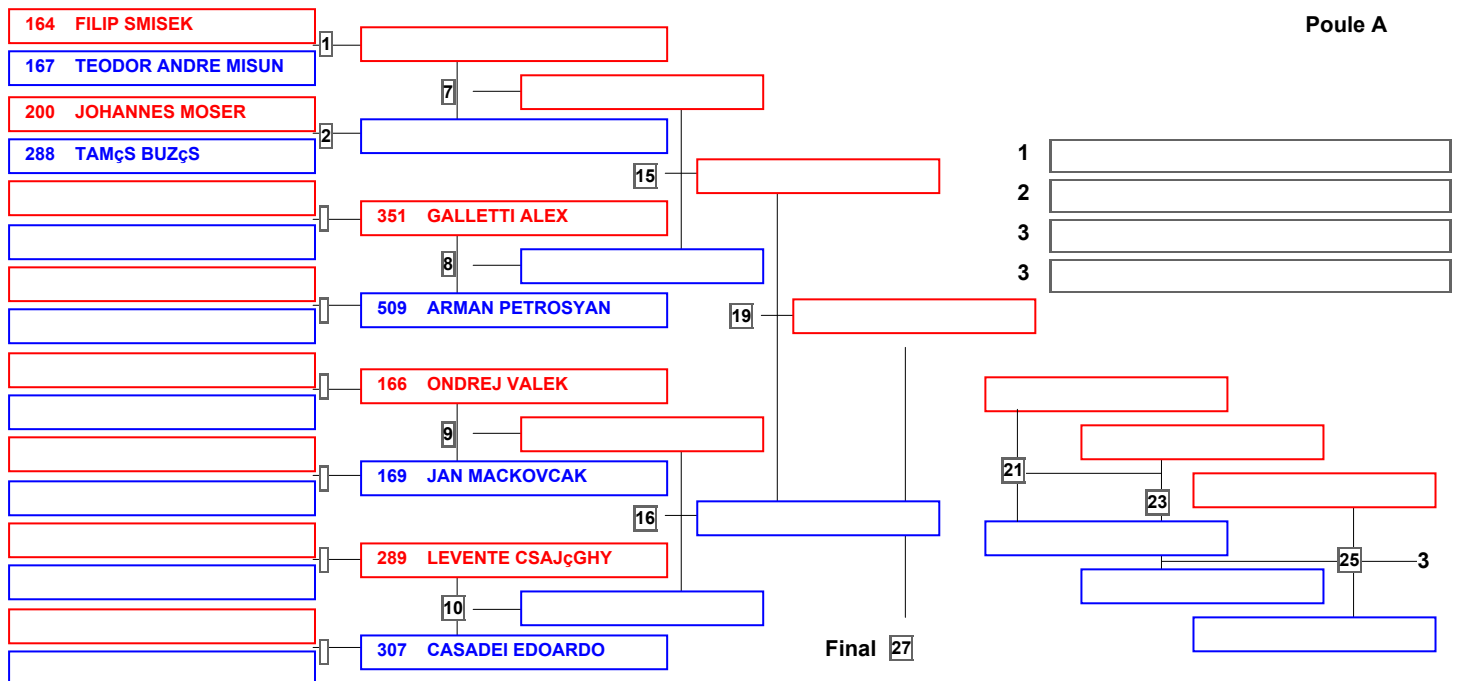 164 FILIP SMISEK
Poule A
1
167 TEODOR ANDRE MISUN
7
200 JOHANNES MOSER
2
288 TAMçS BUZçS
1
15
2
351 GALLETTI ALEX
3
8
3
509 ARMAN PETROSYAN
19
166 ONDREJ VALEK
9
169 JAN MACKOVCAK
21
23
16
289 LEVENTE CSAJçGHY
25 3
10
307 CASADEI EDOARDO
Final 27